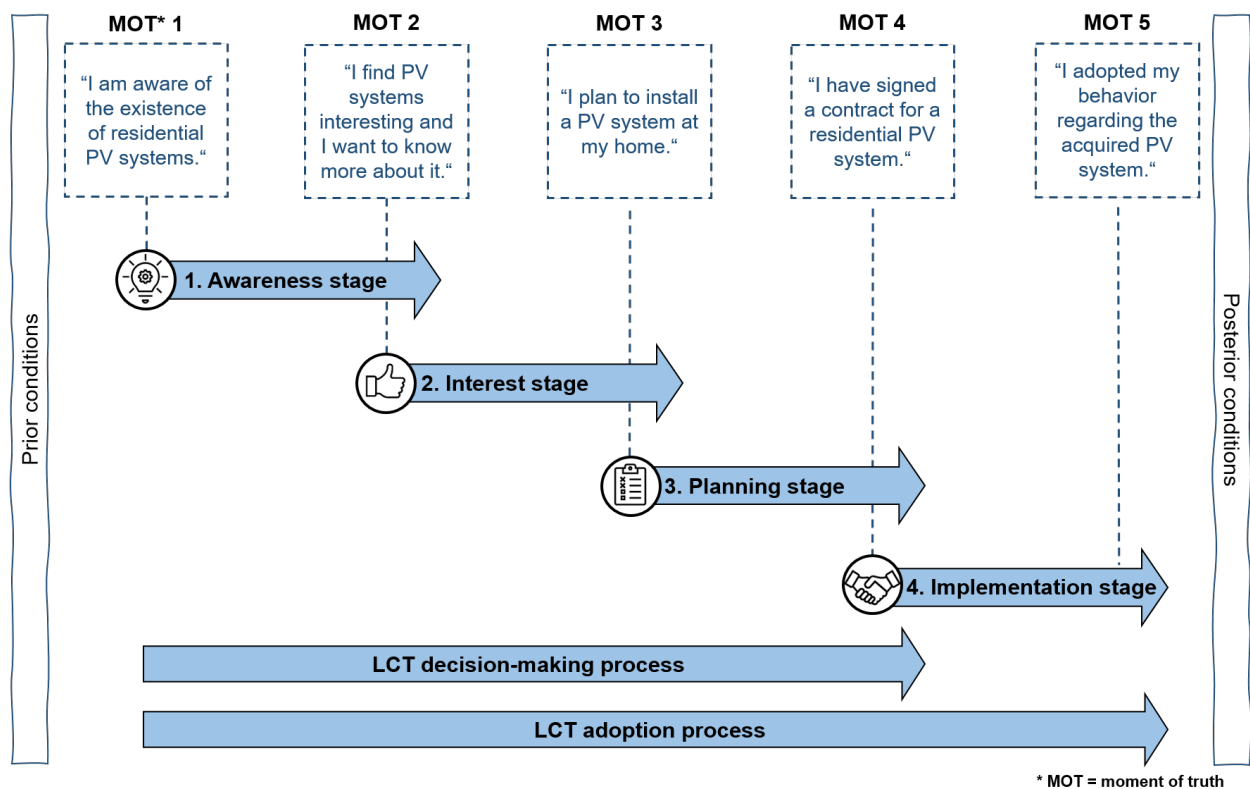 MOT* 1
MOT 2
MOT 3
MOT 4
MOT 5
“I am aware of
the existence
of residential
PV systems.“
“I find PV
systems
interesting and
I want to know
more about it.“
“I plan to install
a PV system at
my home.“
“I have signed
a contract for a
residential PV
system.“
“I adopted my
behavior
regarding the
acquired PV
system.“
Prior conditions
1. Awareness stage
2. Interest stage
3. Planning stage
4. Implementation stage
Posterior conditions
LCT decision-making process
LCT adoption process
* MOT = moment of truth